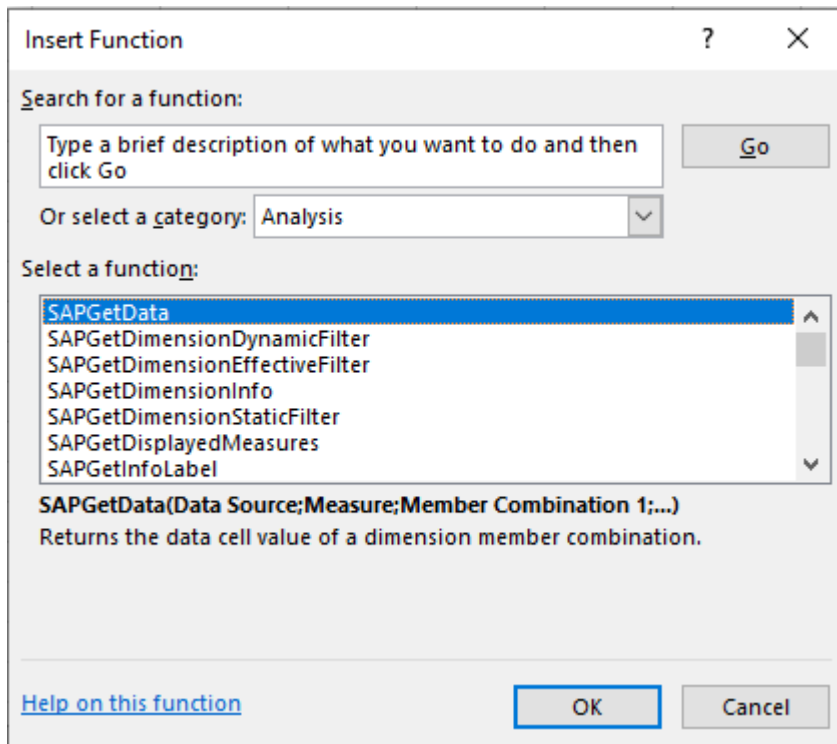 Insert Function
?
Search for a function:
Type a brief description of what you want to do and then
click Go
Go
Or select a category:
Analysis
Select a function:
SAPGetData
SAPGetDimensionDynamicFilter
SAPGetDimensionEffectiveFilter
SAPGetDimensionInfo
SAPGetDimensionStaticFilter
SAPGetDisplayedMeasures
SAPGetInfoLabel
SAPGetData(Data Source;Measure;Member Combination 1;...)
Returns the data cell value of a dimension member combination.
Help on this function
OK
Cancel